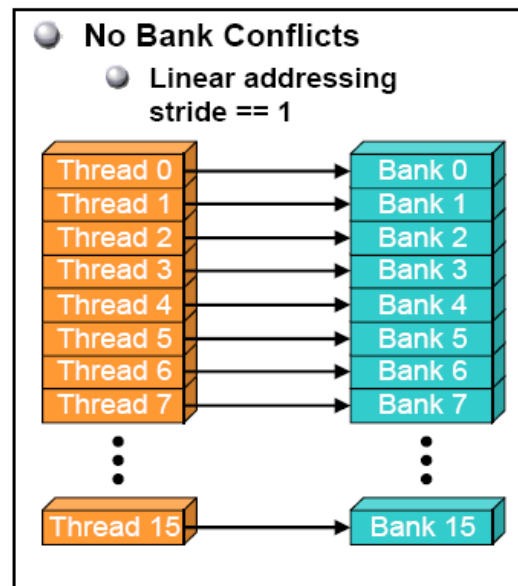 No Bank Conflicts
Linear addressing
stride == 1
Thread 0 Bank 0
Thread 1 Bank 1
Thread 2 Bank 2
Thread 3 Bank 3
Thread 4 Bank 4
Thread 5 Bank 5
Thread 6 Bank 6
Thread 7 Bank 7
Thread 15 Bank 15